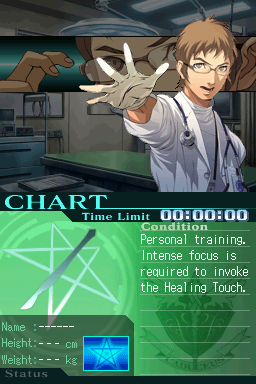 CHART
Time Limit 00:00:00
Condition
Personal training.
Intense focus is
required to invoke
the Healing Touch.
Name :------
Height:--- cm
Weight:--- kg
Status